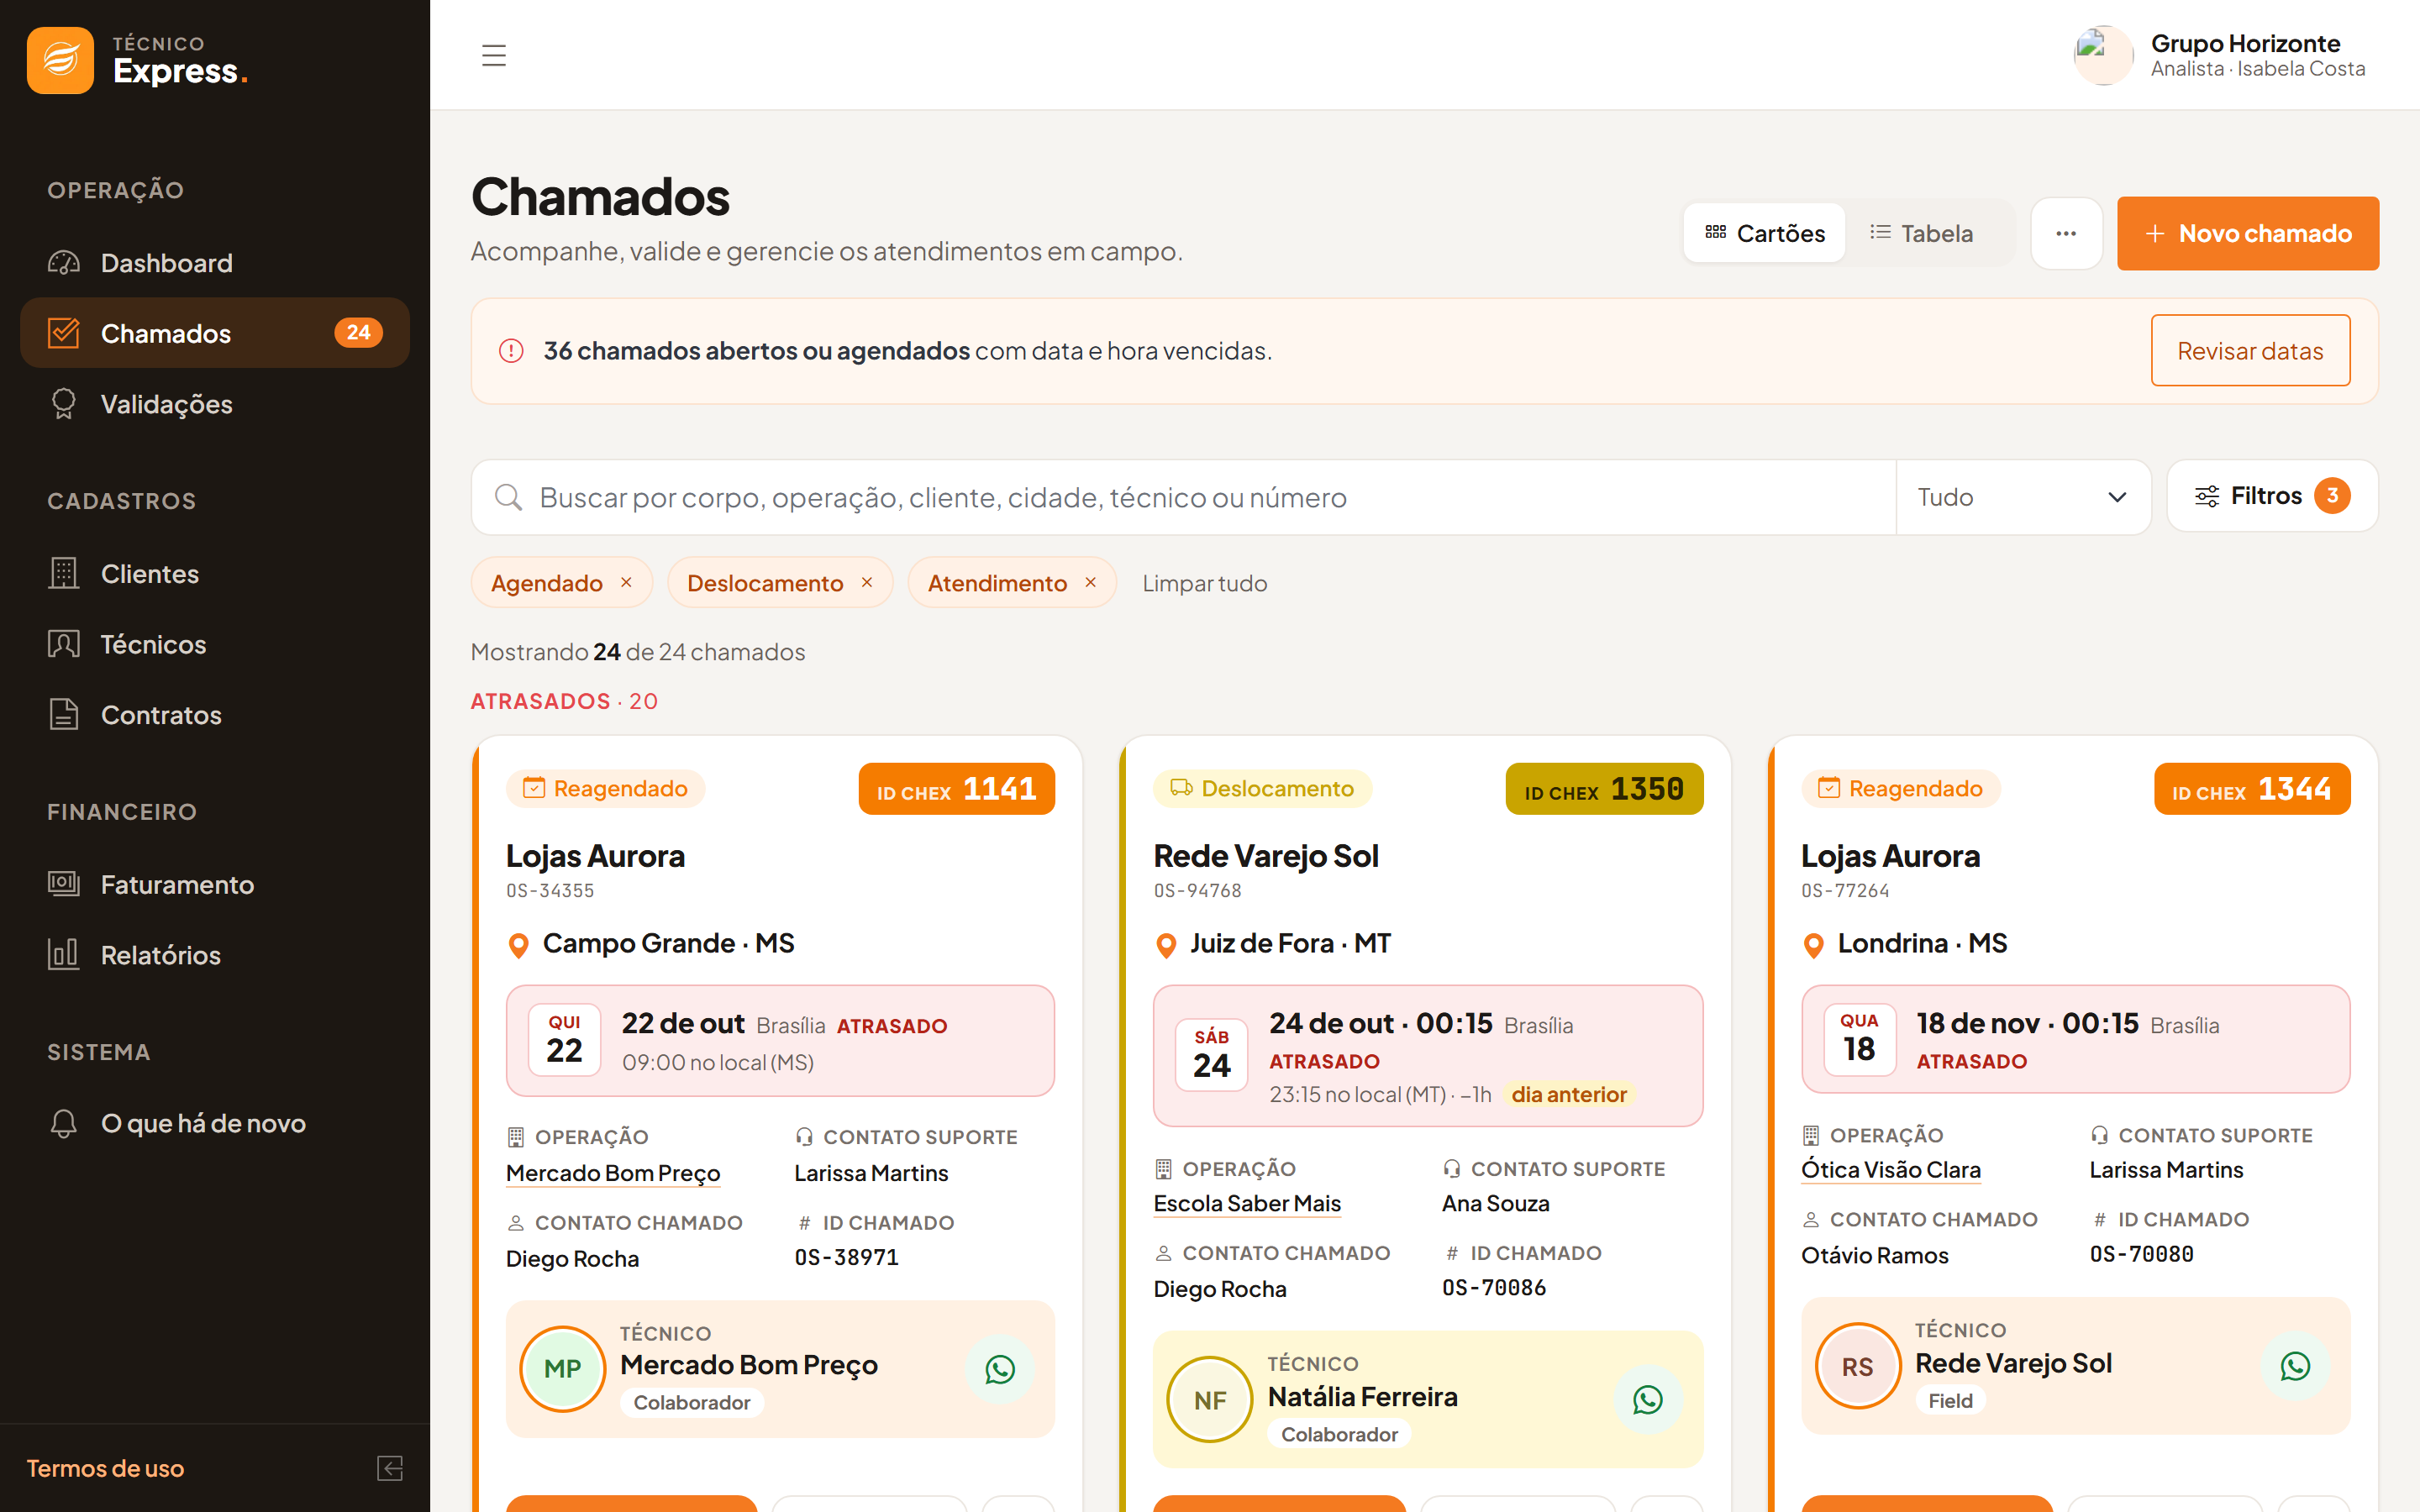 TÉCNICO
Express.
OPERAÇÃO
Dashboard
Chamados 24
Validações
CADASTROS
Clientes
Técnicos
Contratos
FINANCEIRO
Faturamento
Relatórios
SISTEMA
O que há de novo
Termos de uso
Grupo Horizonte
Analista · Isabela Costa
Chamados
Acompanhe, valide e gerencie os atendimentos em campo.
Cartões
Tabela
Novo chamado
36 chamados abertos ou agendados com data e hora vencidas.
Revisar datas
Buscar por corpo, operação, cliente, cidade, técnico ou número
Tudo
Filtros 3
Agendado ×
Deslocamento ×
Atendimento ×
Limpar tudo
Mostrando 24 de 24 chamados
ATRASADOS · 20
Reagendado
ID CHEX 1141
Lojas Aurora
OS-34355
Campo Grande · MS
QUI
22
22 de out Brasília ATRASADO
09:00 no local (MS)
OPERAÇÃO
Mercado Bom Preço
CONTATO SUPORTE
Larissa Martins
CONTATO CHAMADO
Diego Rocha
# ID CHAMADO
OS-38971
MP
TÉCNICO
Mercado Bom Preço
Colaborador
Deslocamento
ID CHEX 1350
Rede Varejo Sol
OS-94768
Juiz de Fora · MT
SÁB
24
24 de out · 00:15 Brasília
ATRASADO
23:15 no local (MT) · −1h dia anterior
OPERAÇÃO
Escola Saber Mais
CONTATO SUPORTE
Ana Souza
CONTATO CHAMADO
Diego Rocha
# ID CHAMADO
OS-70086
NF
TÉCNICO
Natália Ferreira
Colaborador
Reagendado
ID CHEX 1344
Lojas Aurora
OS-77264
Londrina · MS
QUA
18
18 de nov · 00:15 Brasília
ATRASADO
OPERAÇÃO
Ótica Visão Clara
CONTATO SUPORTE
Larissa Martins
CONTATO CHAMADO
Otávio Ramos
# ID CHAMADO
OS-70080
RS
TÉCNICO
Rede Varejo Sol
Field